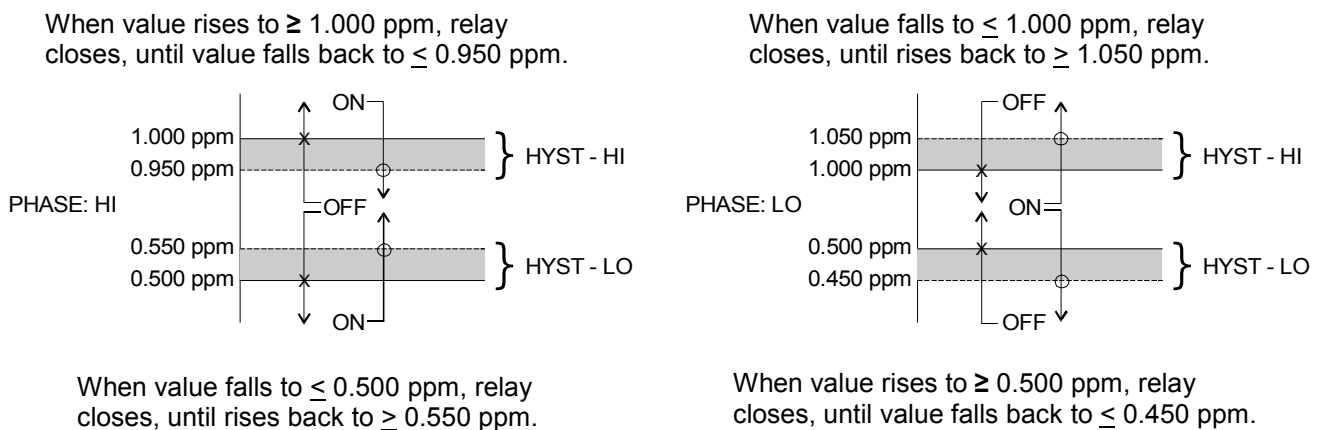 When value rises to ≥ 1.000 ppm, relay
closes, until value falls back to ≤ 0.950 ppm.
ON
1.000 ppm
HYST - HI
0.950 ppm
PHASE: HI
OFF
0.550 ppm
HYST - LO
0.500 ppm
ON
When value falls to ≤ 0.500 ppm, relay
closes, until rises back to ≥ 0.550 ppm.
When value falls to ≤ 1.000 ppm, relay
closes, until rises back to ≥ 1.050 ppm.
OFF
1.050 ppm
HYST - HI
1.000 ppm
PHASE: LO
ON
0.500 ppm
HYST - LO
0.450 ppm
OFF
When value rises to ≥ 0.500 ppm, relay
closes, until value falls back to ≤ 0.450 ppm.